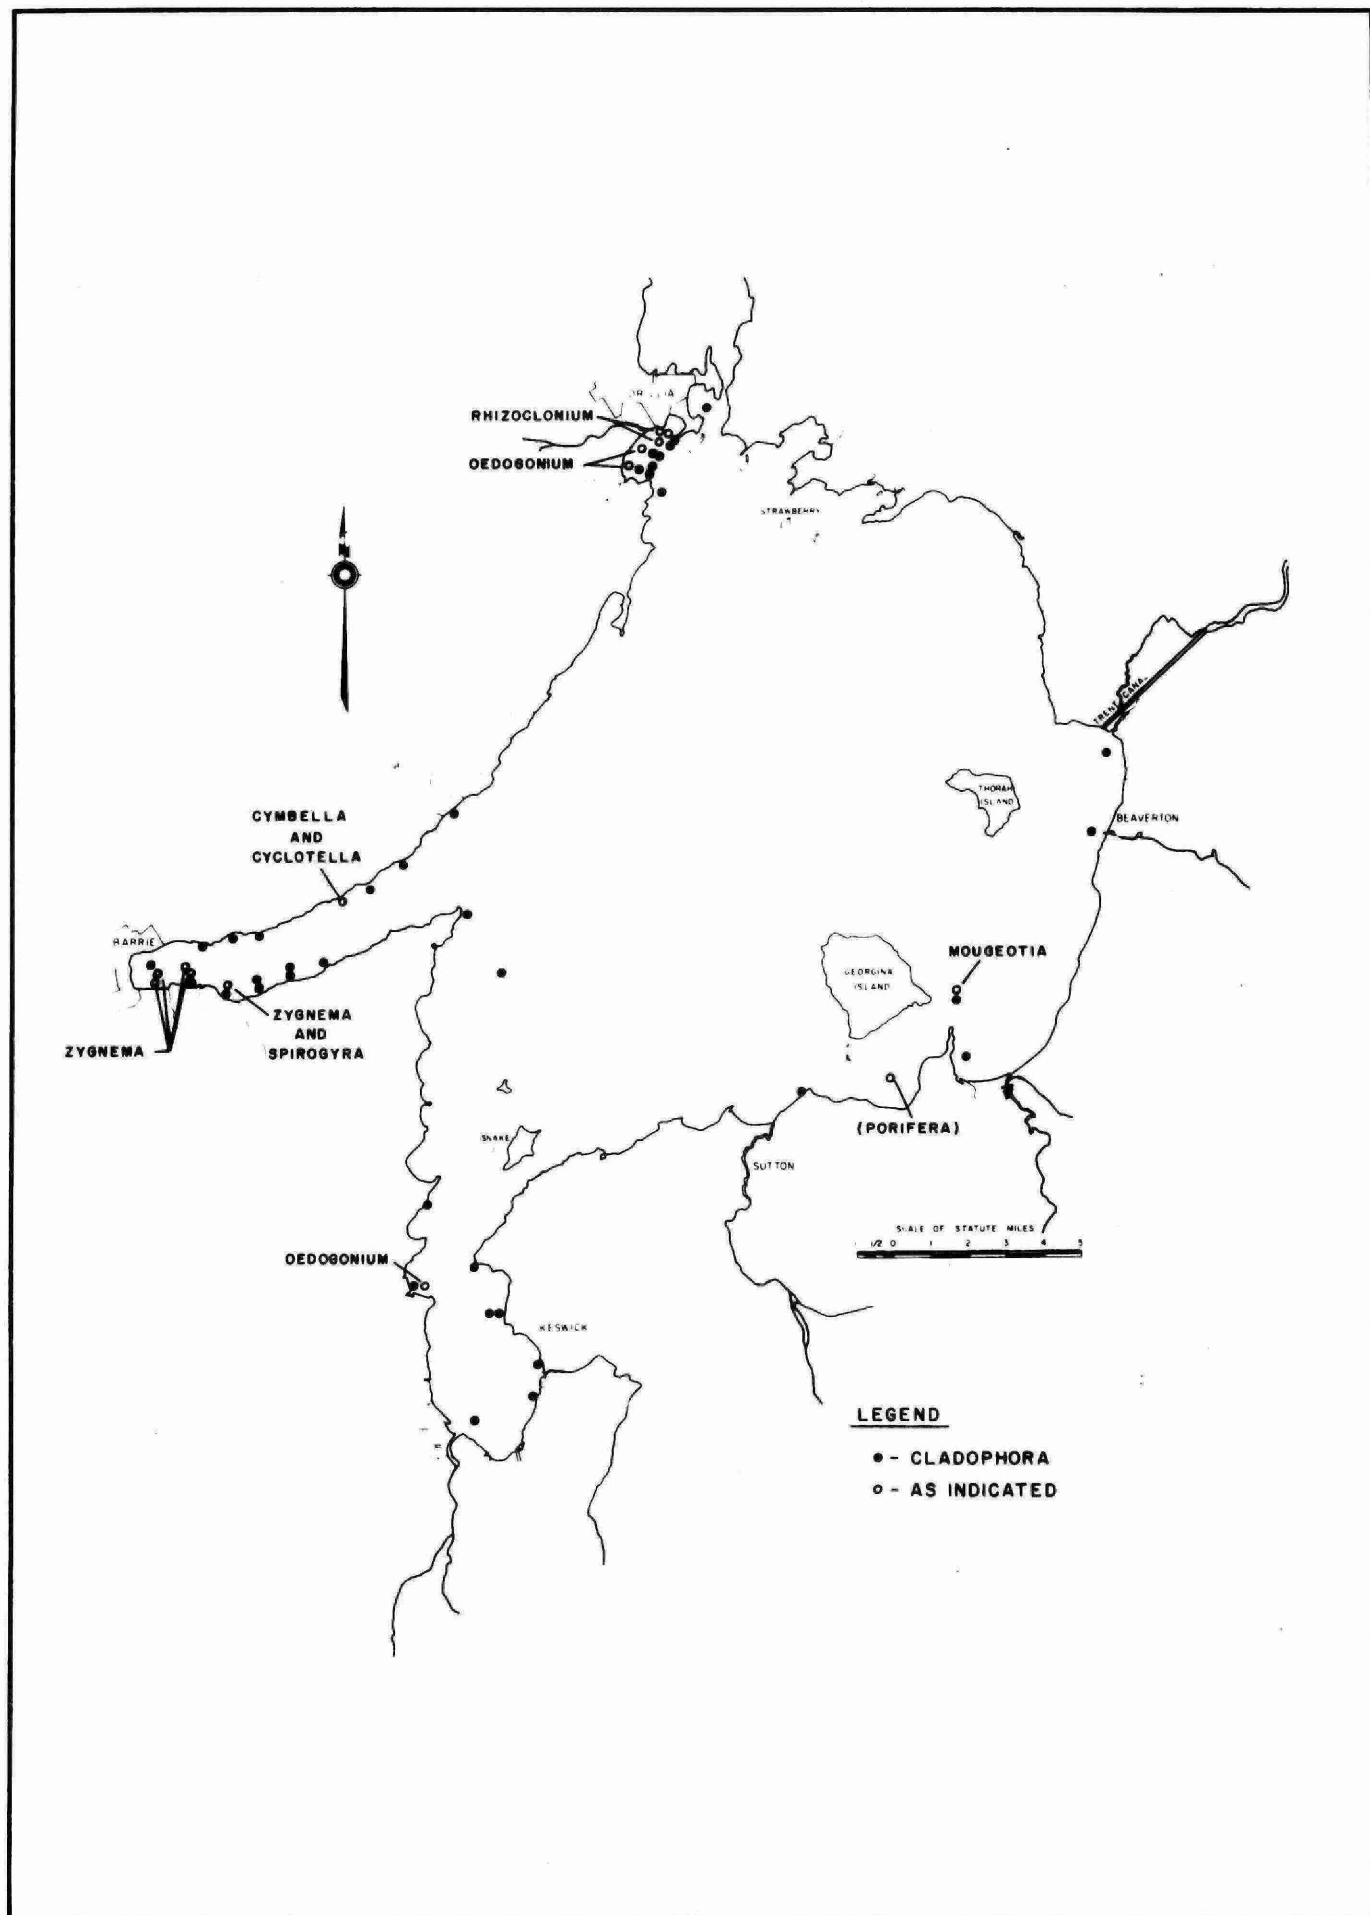 RHIZOCLONIUM
OEDOGONIUM
STRAWBERRY
N
TRENT
CYMBELLA
AND
CYCLOTELLA
THORAH
ISLAND
BEAVERTON
BARRIE
MOUGEOTIA
GEORGINA
ISLAND
ZYGNEMA
AND
SPIROGYRA
ZYGNEMA
(PORIFERA)
SNAKE
SUTTON
SCALE OF STATUTE MILES
1/2 0 1 2 3 4 5
OEDOGONIUM
KESWICK
LEGEND
● - CLADOPHORA
○ - AS INDICATED